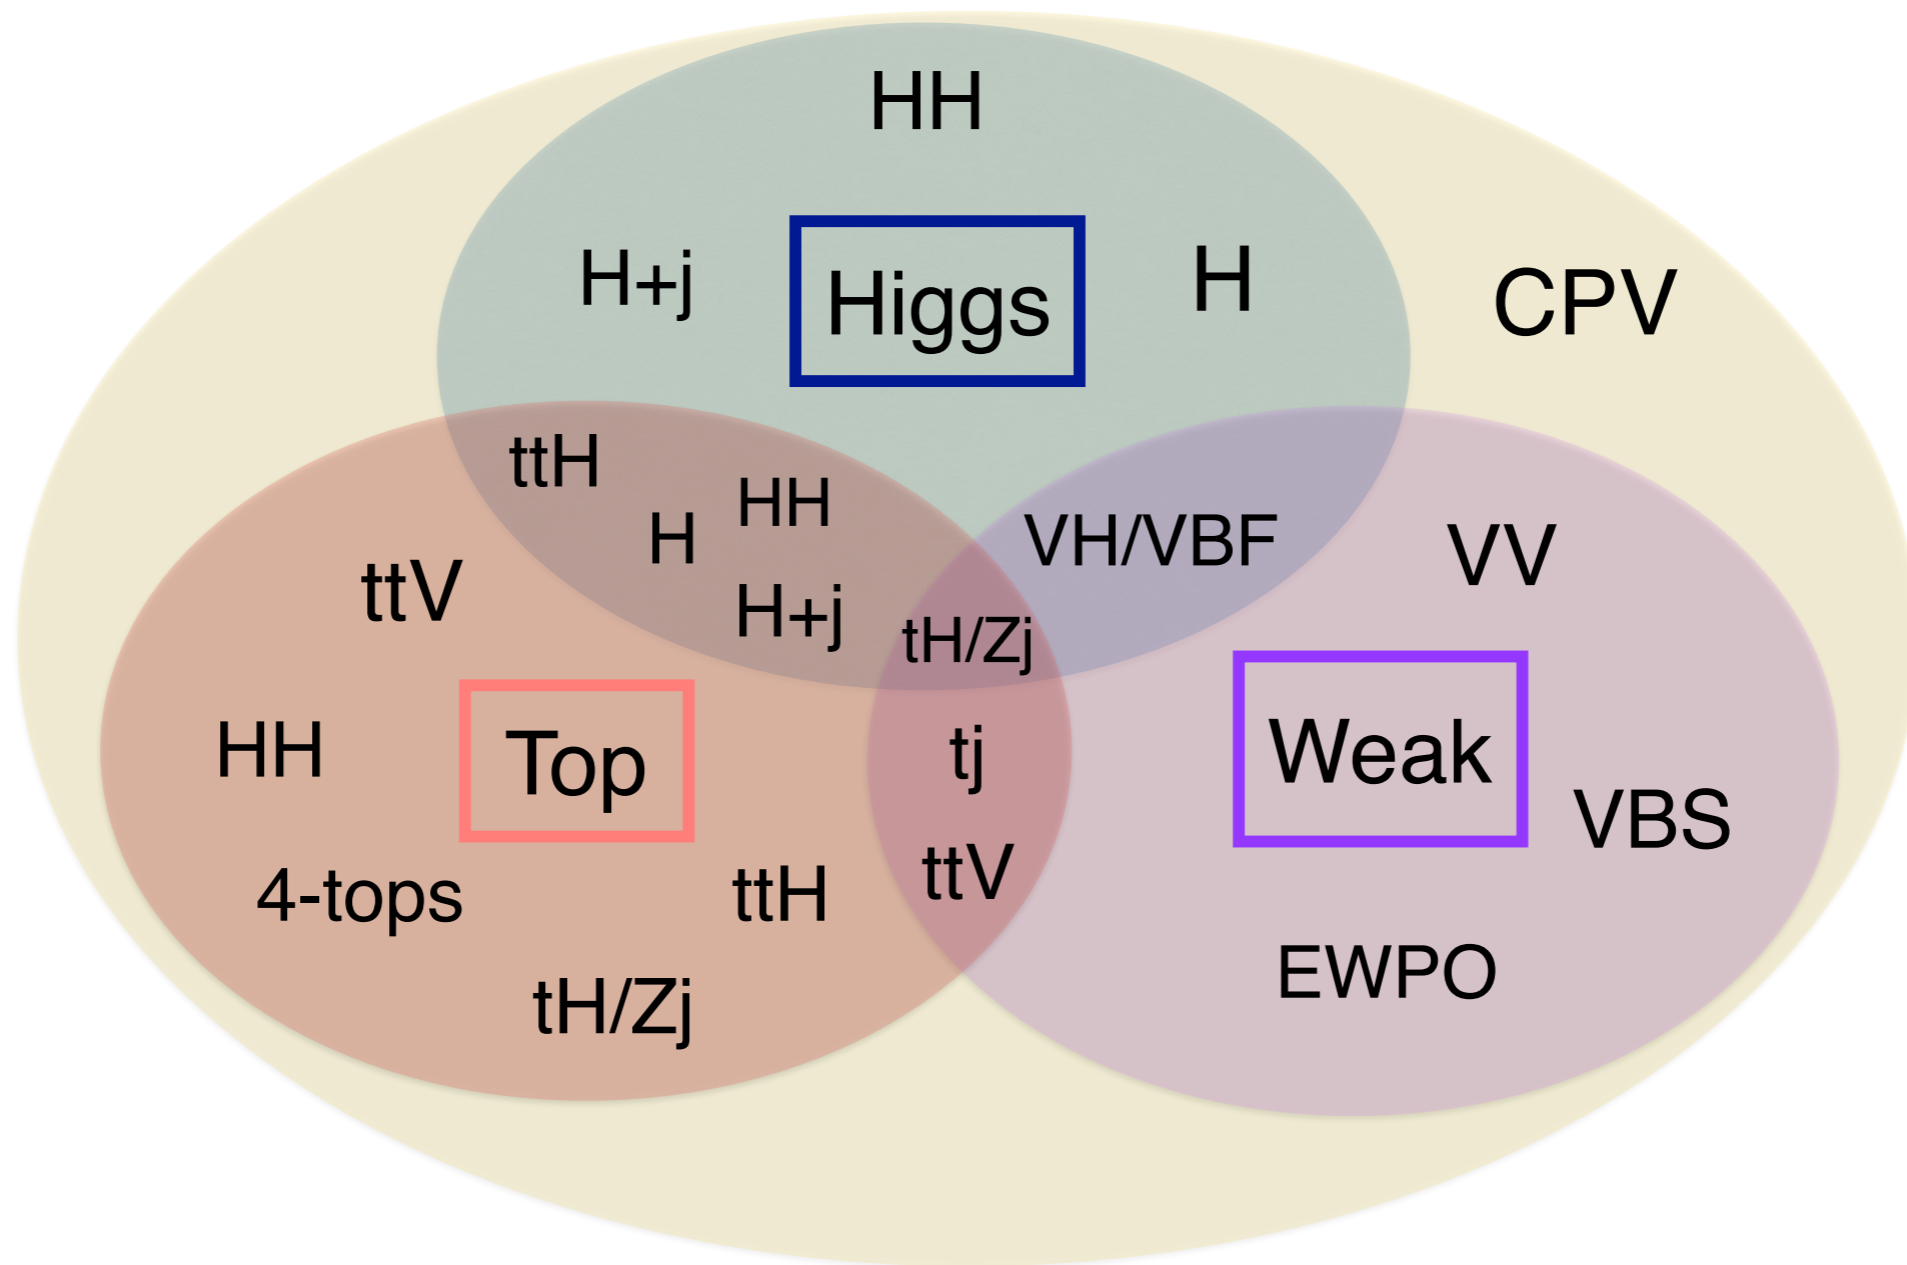 HH
H+j
Higgs
H
CPV
ttH
HH
H
VH/VBF
VV
ttV
H+j
tH/Zj
HH
Top
tj
Weak
VBS
4-tops
ttH
ttV
EWPO
tH/Zj